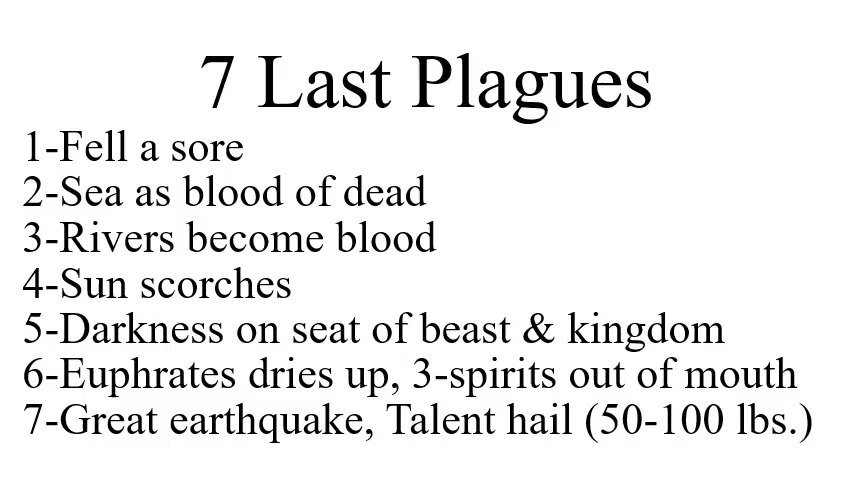 7 Last Plagues
1-Fell a sore
2-Sea as blood of dead
3-Rivers become blood
4-Sun scorches
5-Darkness on seat of beast & kingdom
6-Euphrates dries up, 3-spirits out of mouth
7-Great earthquake, Talent hail (50-100 lbs.)